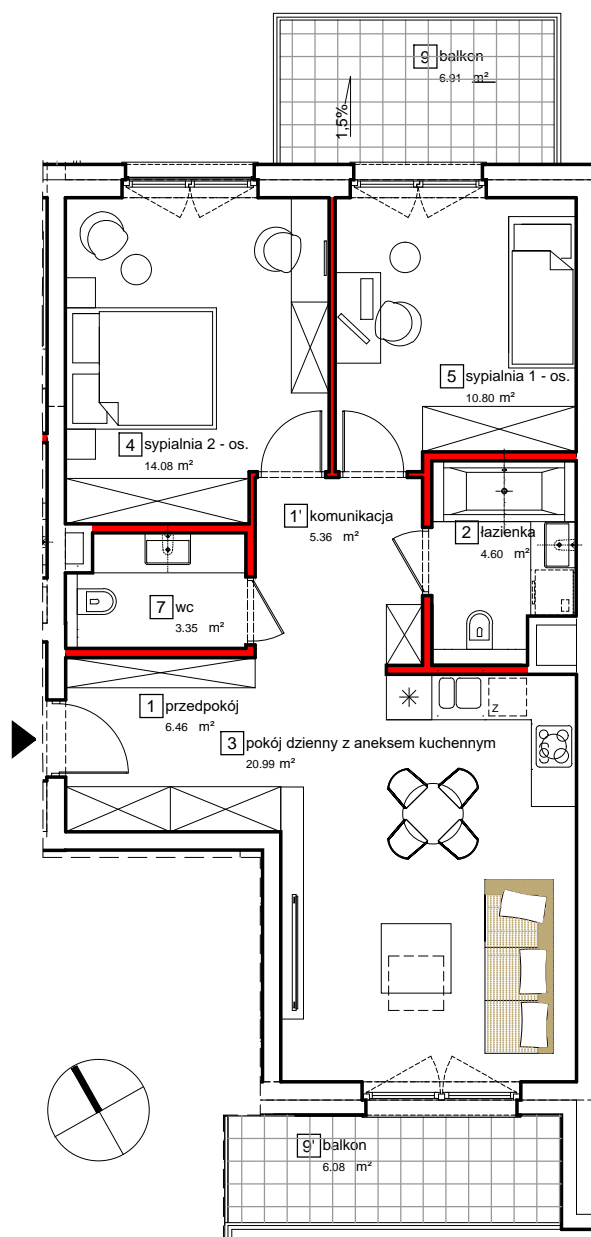 9 balkon
6.91 m²
1,5%
5 sypialnia 1 - os.
10.80 m²
4 sypialnia 2 - os.
14.08 m²
1' komunikacja
5.36 m²
2 łazienka
4.60 m²
7 wc
3.35 m²
1 przedpokój
6.46 m²
Z
3 pokój dzienny z aneksem kuchennym
20.99 m²
9' balkon
6.08 m²